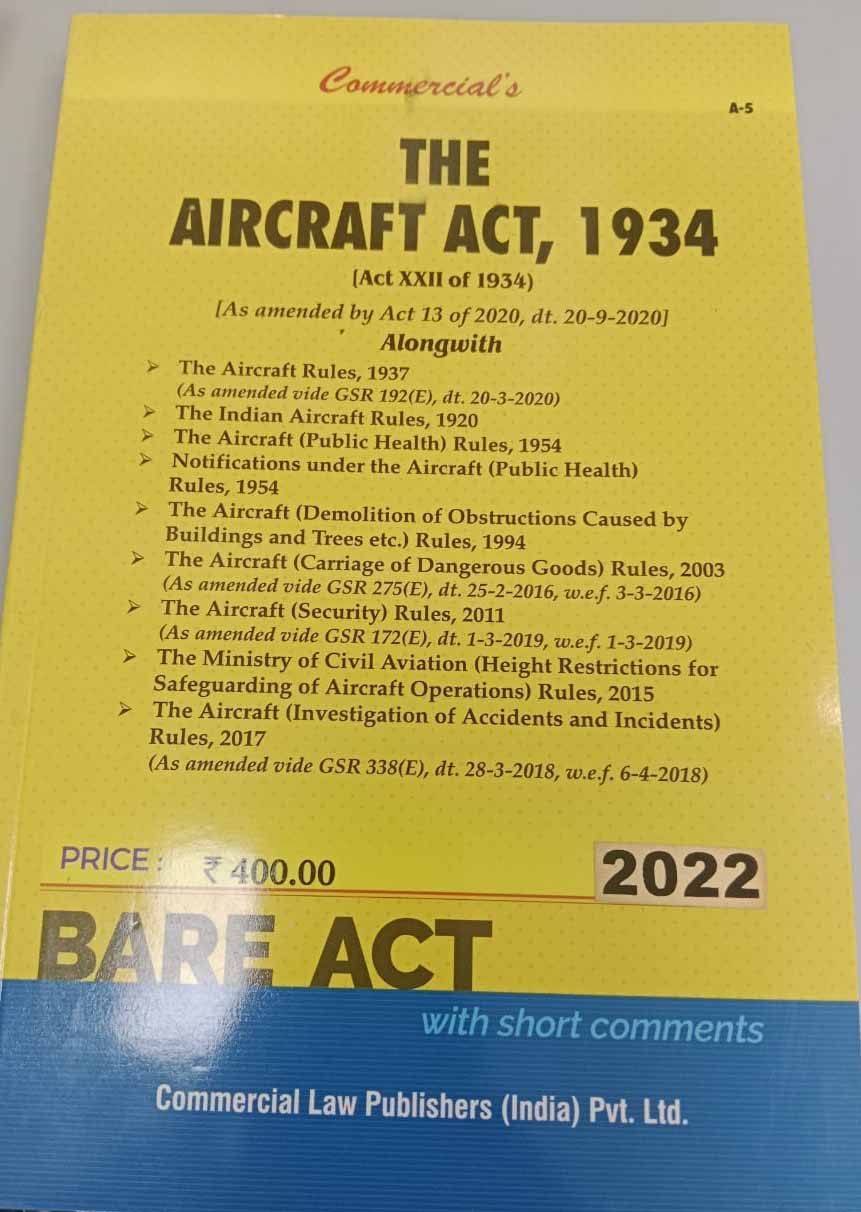 Commercial's
A-5
THE
AIRCRAFT ACT, 1934
(Act XXII of 1934)
[As amended by Act 13 of 2020, dt. 20-9-2020]
Alongwith
➢ The Aircraft Rules, 1937
(As amended vide GSR 192(E), dt. 20-3-2020)
➢ The Indian Aircraft Rules, 1920
➢ The Aircraft (Public Health) Rules, 1954
➢ Notifications under the Aircraft (Public Health)
Rules, 1954
➢ The Aircraft (Demolition of Obstructions Caused by
Buildings and Trees etc.) Rules, 1994
➢ The Aircraft (Carriage of Dangerous Goods) Rules, 2003
(As amended vide GSR 275(E), dt. 25-2-2016, w.e.f. 3-3-2016)
➢ The Aircraft (Security) Rules, 2011
(As amended vide GSR 172(E), dt. 1-3-2019, w.e.f. 1-3-2019)
➢ The Ministry of Civil Aviation (Height Restrictions for
Safeguarding of Aircraft Operations) Rules, 2015
➢ The Aircraft (Investigation of Accidents and Incidents)
Rules, 2017
(As amended vide GSR 338(E), dt. 28-3-2018, w.e.f. 6-4-2018)
PRICE : ₹ 400.00
2022
BARE ACT
with short comments
Commercial Law Publishers (India) Pvt. Ltd.